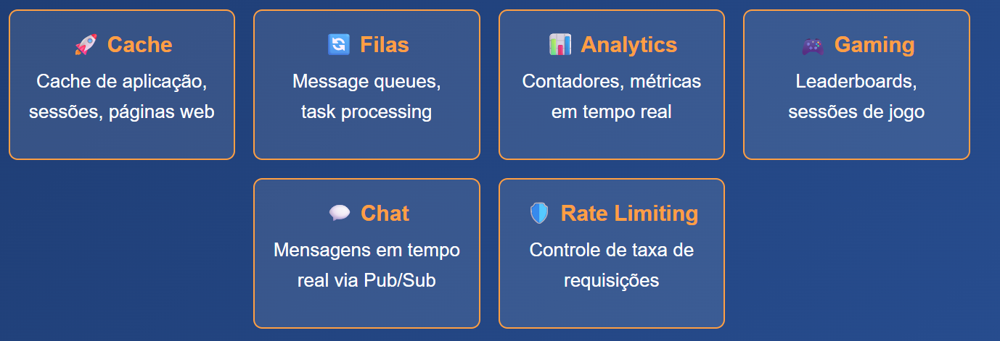 Cache
Cache de aplicação,
sessões, páginas web
Filas
Message queues,
task processing
Analytics
Contadores, métricas
em tempo real
Gaming
Leaderboards,
sessões de jogo
Chat
Mensagens em tempo
real via Pub/Sub
Rate Limiting
Controle de taxa de
requisições